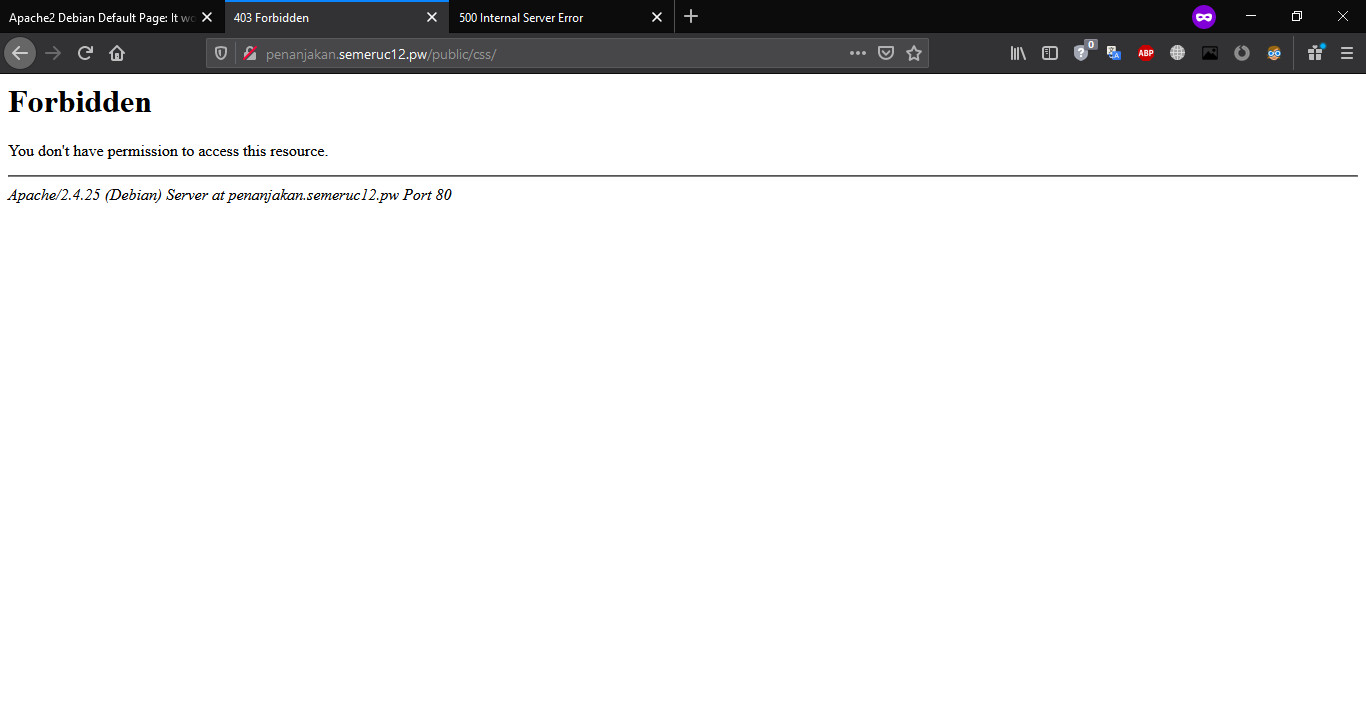 Apache2 Debian Default Page: It wo
403 Forbidden
500 Internal Server Error
penanjakan.semeruc12.pw/public/css/
0
ABP
Forbidden
You don't have permission to access this resource.
Apache/2.4.25 (Debian) Server at penanjakan.semeruc12.pw Port 80